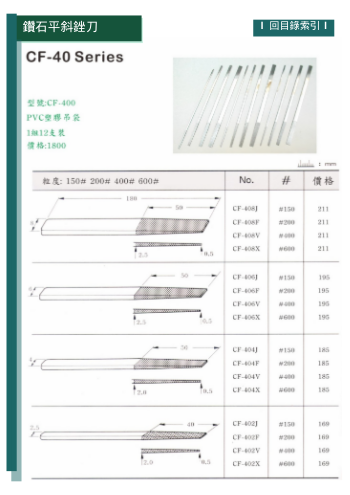 鑽石平斜銼刀
I 回目錄索引 I
CF-40 Series
型號:CF-400
PVC塑膠吊袋
1組12支裝
價格:1800
1 : mm
粒度: 150# 200# 400# 600#
No. # 價格
100
50
2.5 0.5
CF-408J #150 211
CF-408F #200 211
CF-408V #400 211
CF-408X #600 211
50
2.5 0.5
CF-406J #150 195
CF-406F #200 195
CF-406V #400 195
CF-406X #600 195
50
2.0 0.5
CF-404J #150 185
CF-404F #200 185
CF-404V #400 185
CF-404X #600 185
2.5
40
2.0 0.5
CF-402J #150 169
CF-402F #200 169
CF-402V #400 169
CF-402X #600 169